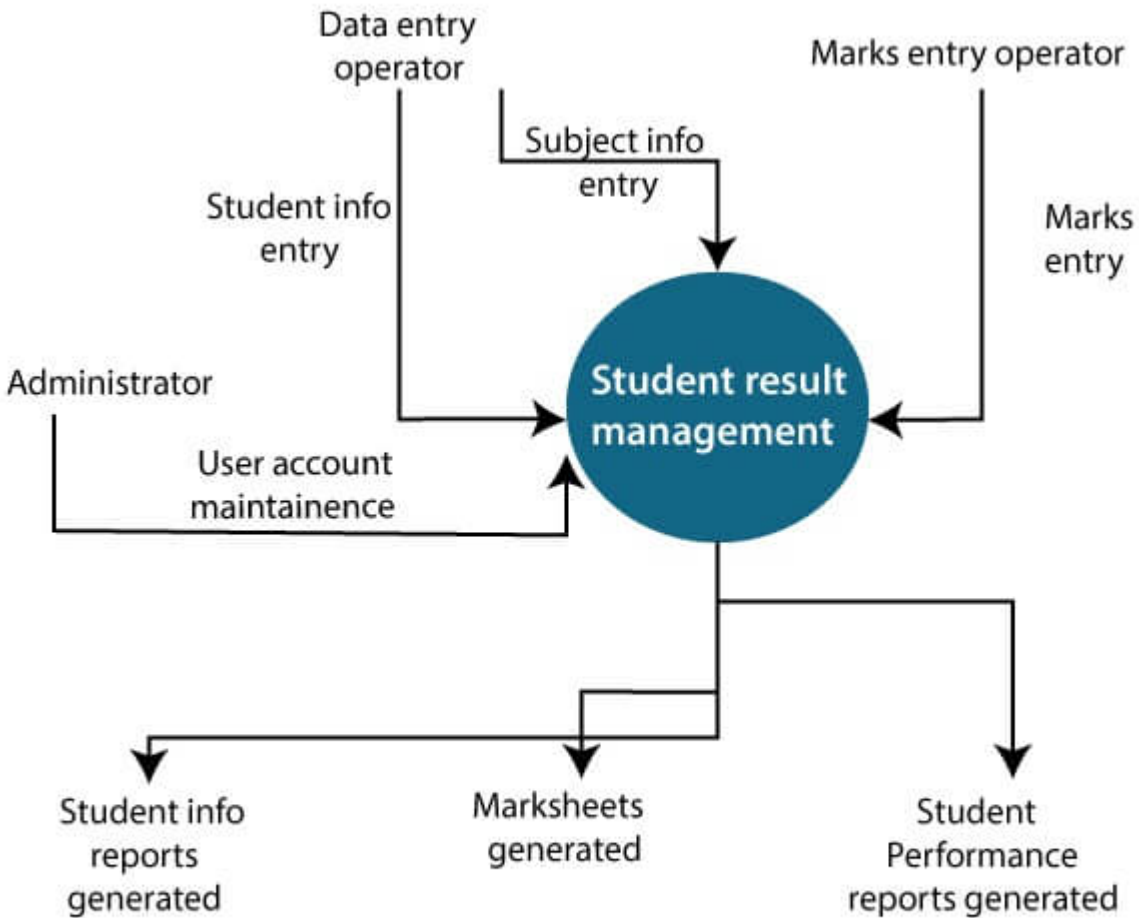 Data entry
operator
Marks entry operator
Subject info
entry
Student info
entry
Marks
entry
Administrator
Student result
management
User account
maintainence
Student info
reports
generated
Marksheets
generated
Student
Performance
reports generated